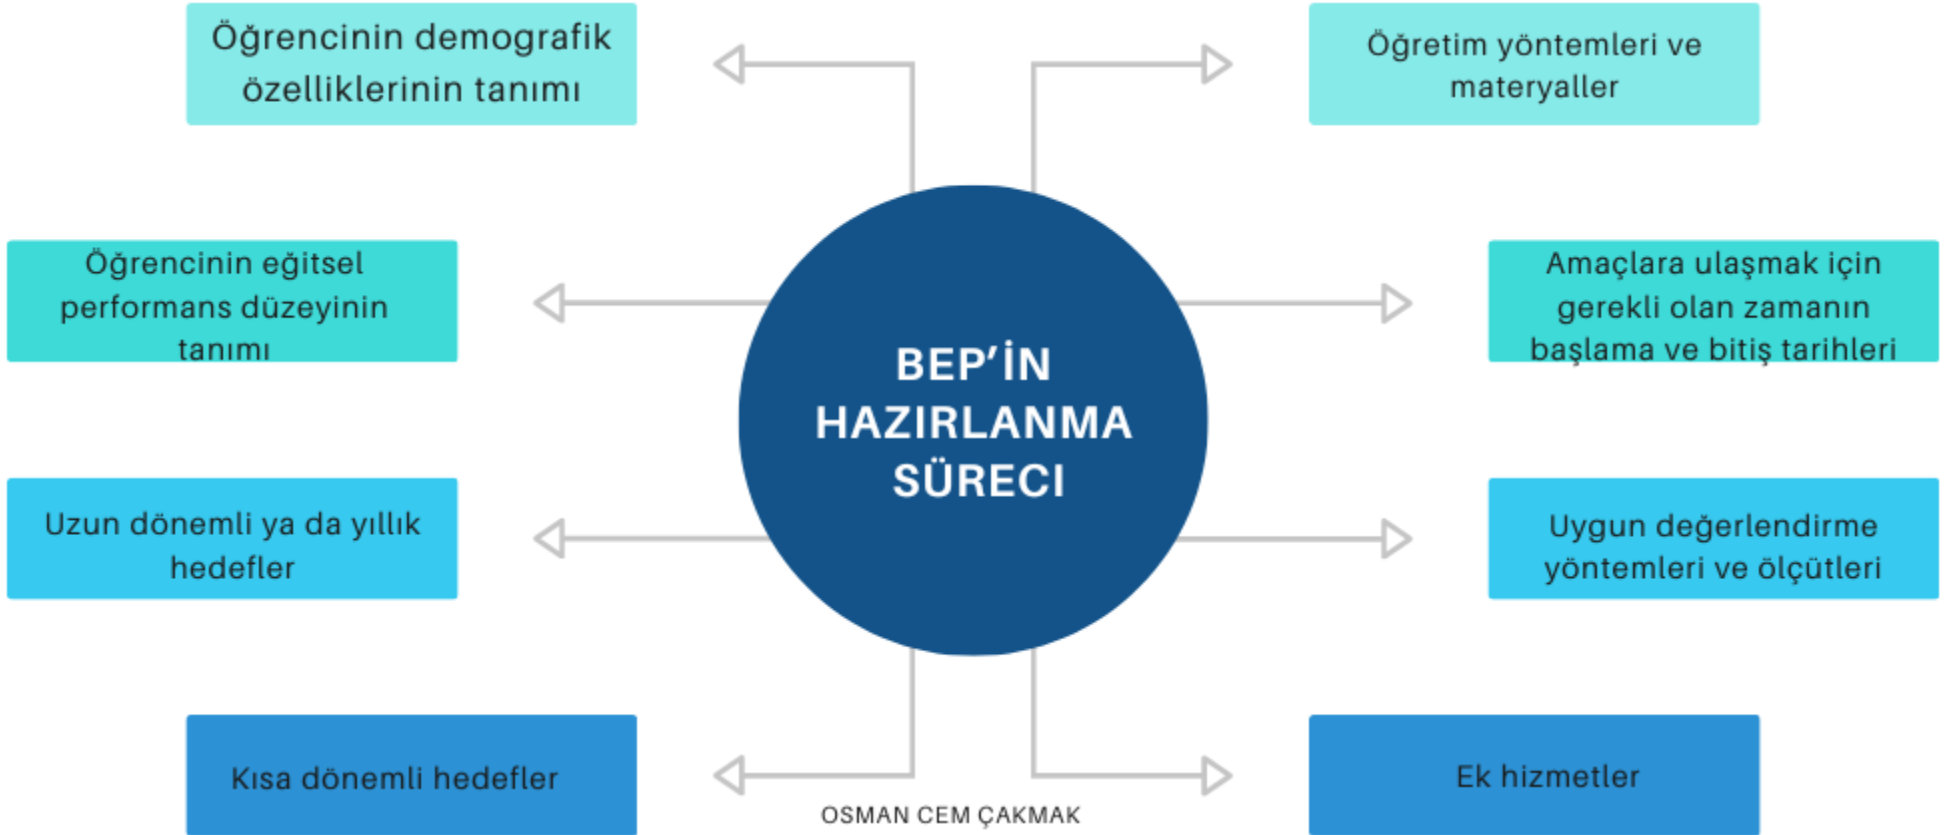 Öğrencinin demografik
özelliklerinin tanımı
Öğretim yöntemleri ve
materyaller
Öğrencinin eğitsel
performans düzeyinin
tanımı
Amaçlara ulaşmak için
gerekli olan zamanın
başlama ve bitiş tarihleri
BEP’İN
HAZIRLANMA
SÜRECI
Uzun dönemli ya da yıllık
hedefler
Uygun değerlendirme
yöntemleri ve ölçütleri
Kısa dönemli hedefler
Ek hizmetler
OSMAN CEM ÇAKMAK